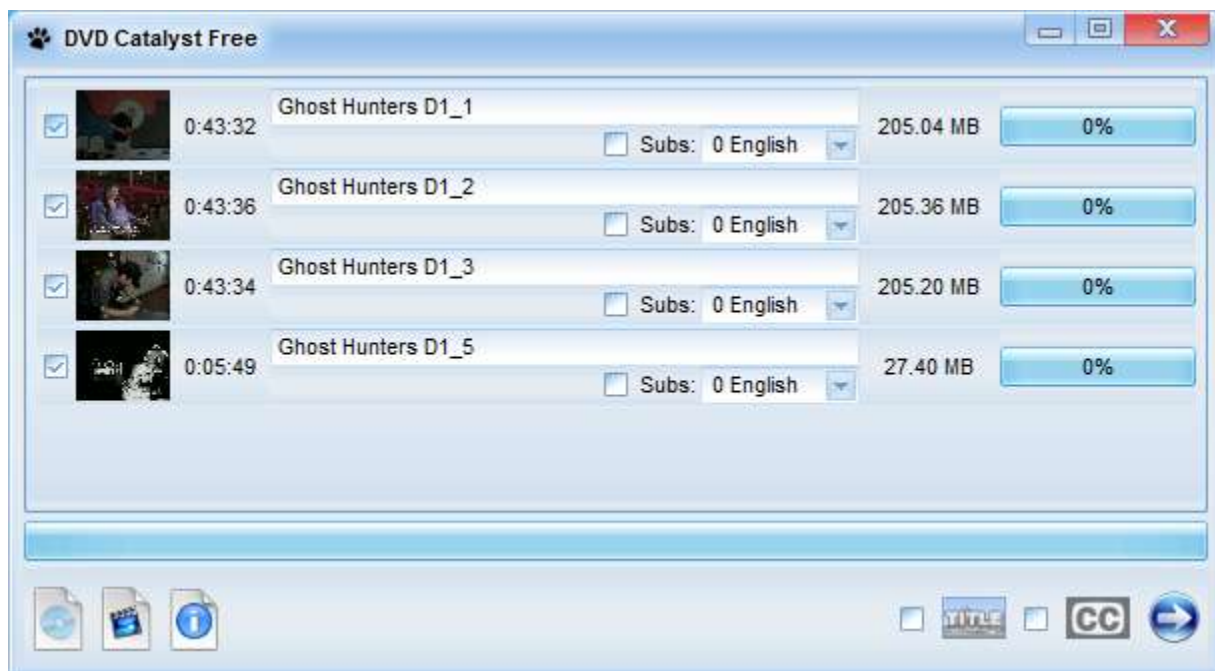 DVD Catalyst Free
0:43:32 Ghost Hunters D1_1 205.04 MB 0%
Subs: 0 English
0:43:36 Ghost Hunters D1_2 205.36 MB 0%
Subs: 0 English
0:43:34 Ghost Hunters D1_3 205.20 MB 0%
Subs: 0 English
0:05:49 Ghost Hunters D1_5 27.40 MB 0%
Subs: 0 English
TITLE CC